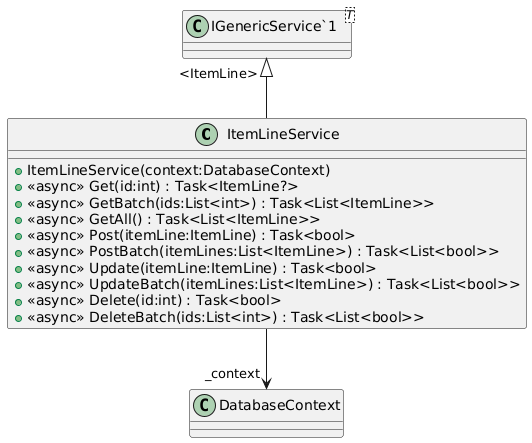 C IGenericService`1 T
<ItemLine>
C ItemLineService
ItemLineService(context:DatabaseContext)
«async» Get(id:int) : Task<ItemLine?>
«async» GetBatch(ids:List<int>) : Task<List<ItemLine>>
«async» GetAll() : Task<List<ItemLine>>
«async» Post(itemLine:ItemLine) : Task<bool>
«async» PostBatch(itemLines:List<ItemLine>) : Task<List<bool>>
«async» Update(itemLine:ItemLine) : Task<bool>
«async» UpdateBatch(itemLines:List<ItemLine>) : Task<List<bool>>
«async» Delete(id:int) : Task<bool>
«async» DeleteBatch(ids:List<int>) : Task<List<bool>>
_context
C DatabaseContext